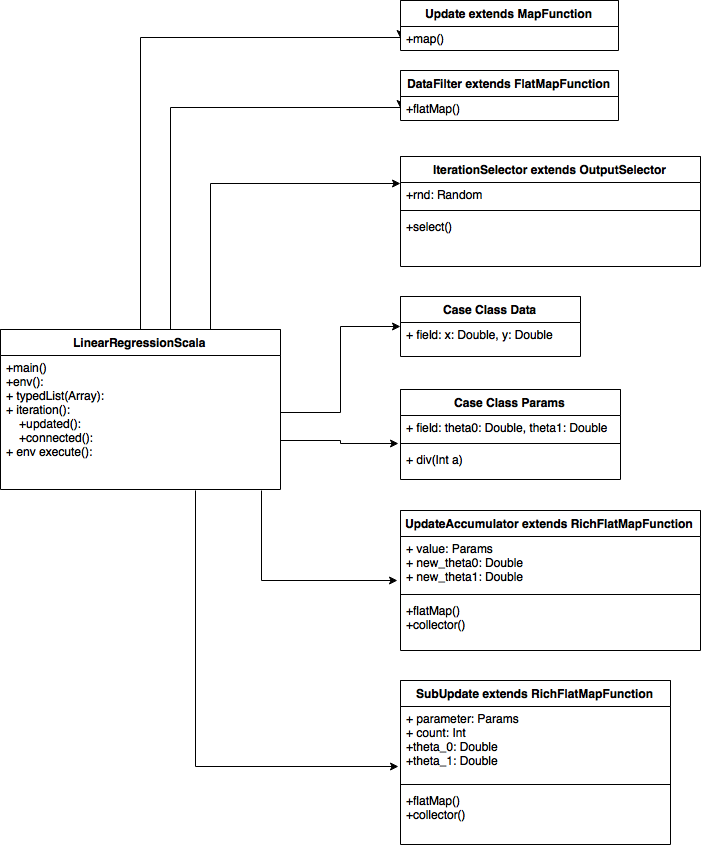 Update extends MapFunction
+map()
DataFilter extends FlatMapFunction
+flatMap()
IterationSelector extends OutputSelector
+rnd: Random
+select()
Case Class Data
+ field: x: Double, y: Double
LinearRegressionScala
+main()
+env():
+ typedList(Array):
+ iteration():
+updated():
+connected():
+ env execute():
Case Class Params
+ field: theta0: Double, theta1: Double
+ div(Int a)
UpdateAccumulator extends RichFlatMapFunction
+ value: Params
+ new_theta0: Double
+ new_theta1: Double
+flatMap()
+collector()
SubUpdate extends RichFlatMapFunction
+ parameter: Params
+ count: Int
+theta_0: Double
+theta_1: Double
+flatMap()
+collector()